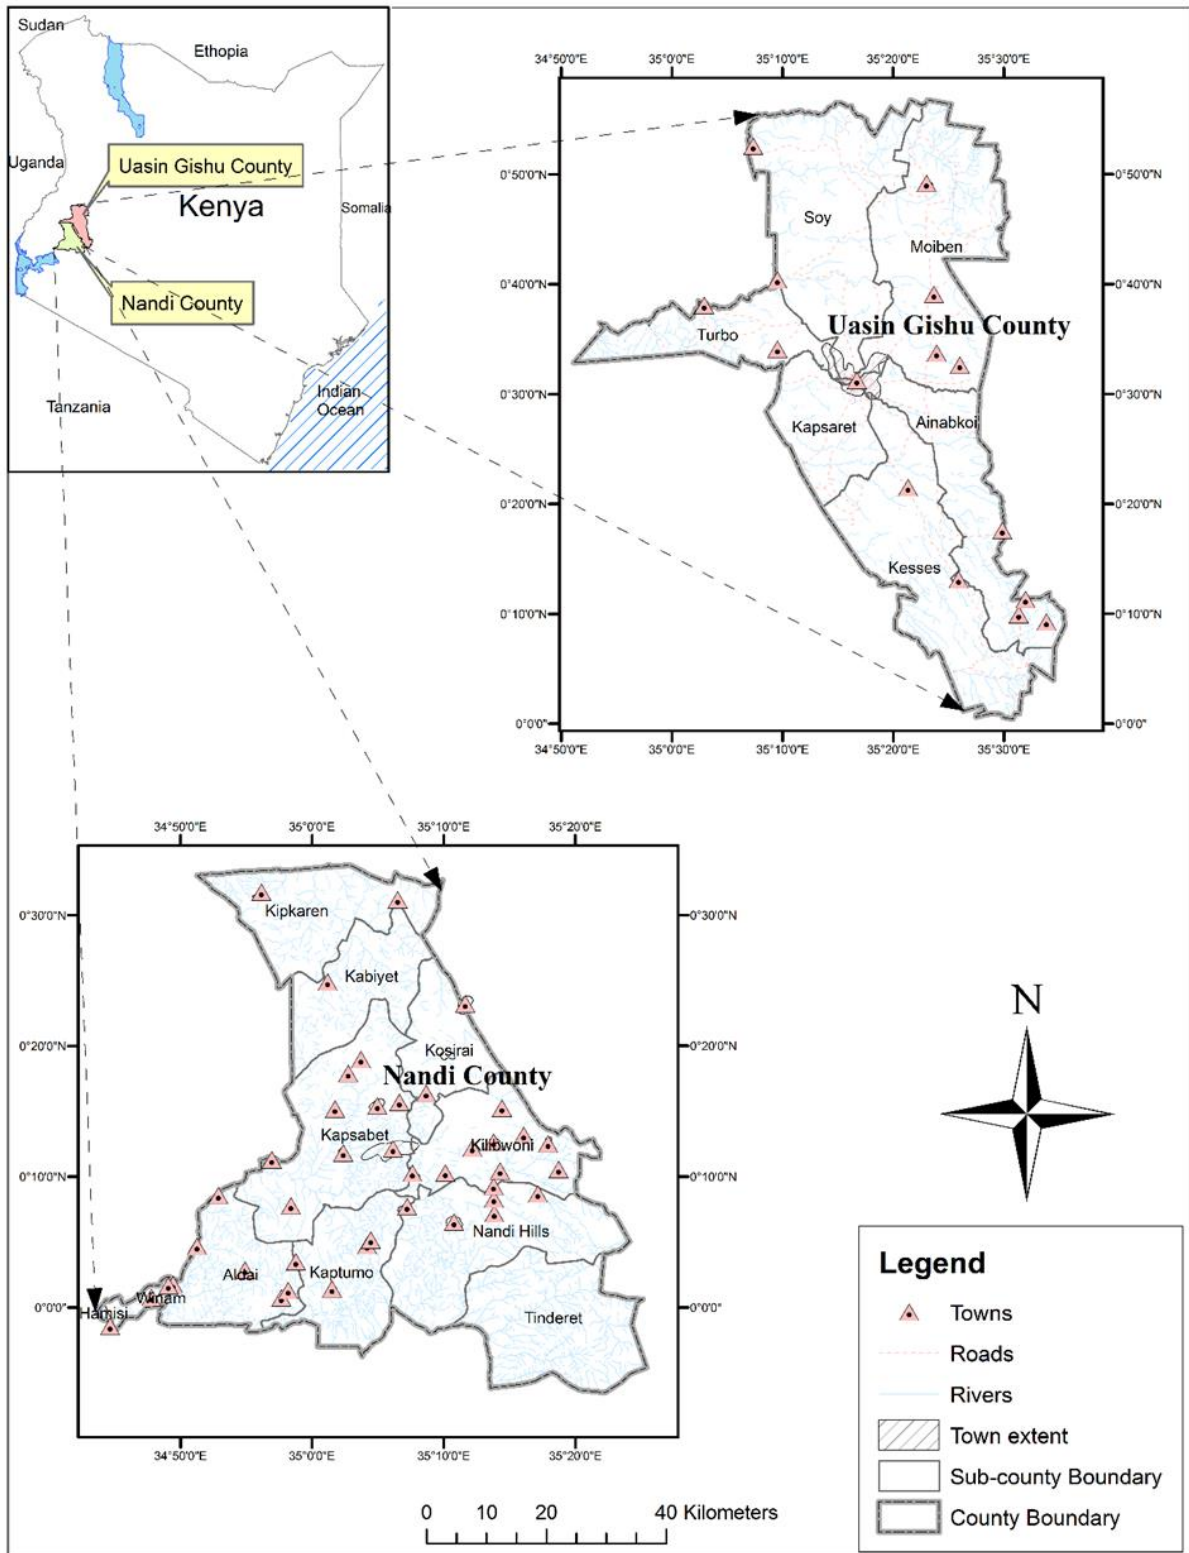 Sudan
Ethopia
Uganda
Uasin Gishu County
Kenya
Somalia
Nandi County
Tanzania
Indian
Ocean
34°50'0"E 35°0'0"E 35°10'0"E 35°20'0"E 35°30'0"E
0°50'0"N 0°50'0"N
Soy
Moiben
0°40'0"N 0°40'0"N
Uasin Gishu County
Turbo
0°30'0"N 0°30'0"N
Kapsaret
Ainabkoi
0°20'0"N 0°20'0"N
Kesses
0°10'0"N 0°10'0"N
0°0'0" 0°0'0"
34°50'0"E 35°0'0"E 35°10'0"E 35°20'0"E 35°30'0"E
34°50'0"E 35°0'0"E 35°10'0"E 35°20'0"E
Kipkaren
0°30'0"N 0°30'0"N
Kabiyet
0°20'0"N 0°20'0"N
Kosirai
Nandi County
Kapsabet
Kilibwoni
0°10'0"N 0°10'0"N
Nandi Hills
Aldai
Kaptumo
Winam
Hamisi
0°0'0" 0°0'0"
Tinderet
34°50'0"E 35°0'0"E 35°10'0"E 35°20'0"E
N
0 10 20 40 Kilometers
Legend
Towns
Roads
Rivers
Town extent
Sub-county Boundary
County Boundary